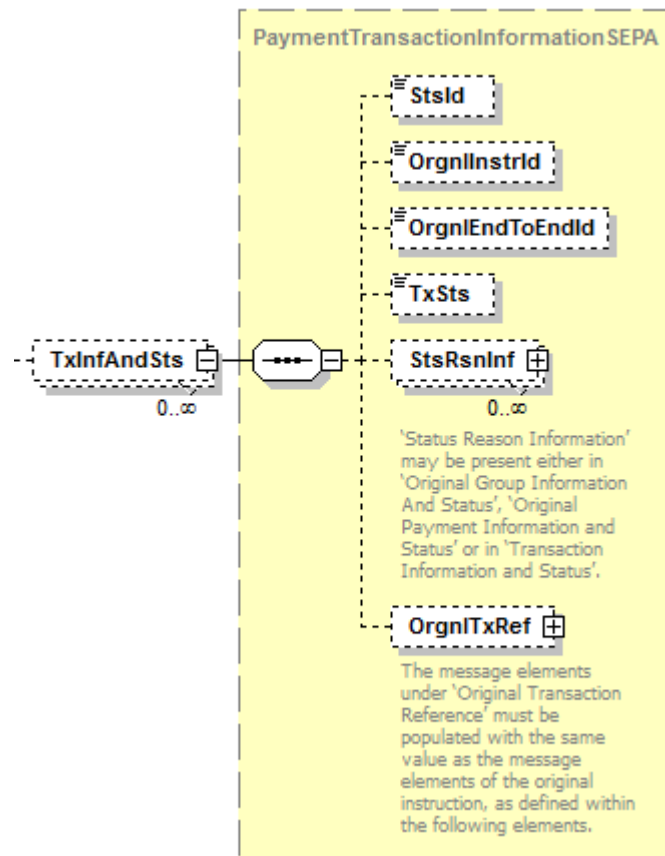 PaymentTransactionInformationSEPA
StsId
OrgnlInstrId
OrgnlEndToEndId
TxSts
TxInfAndSts
0..∞
StsRsnInf
0..∞
‘Status Reason Information’
may be present either in
‘Original Group Information
And Status’, ‘Original
Payment Information and
Status’ or in ‘Transaction
Information and Status’.
OrgnlTxRef
The message elements
under ‘Original Transaction
Reference’ must be
populated with the same
value as the message
elements of the original
instruction, as defined within
the following elements.